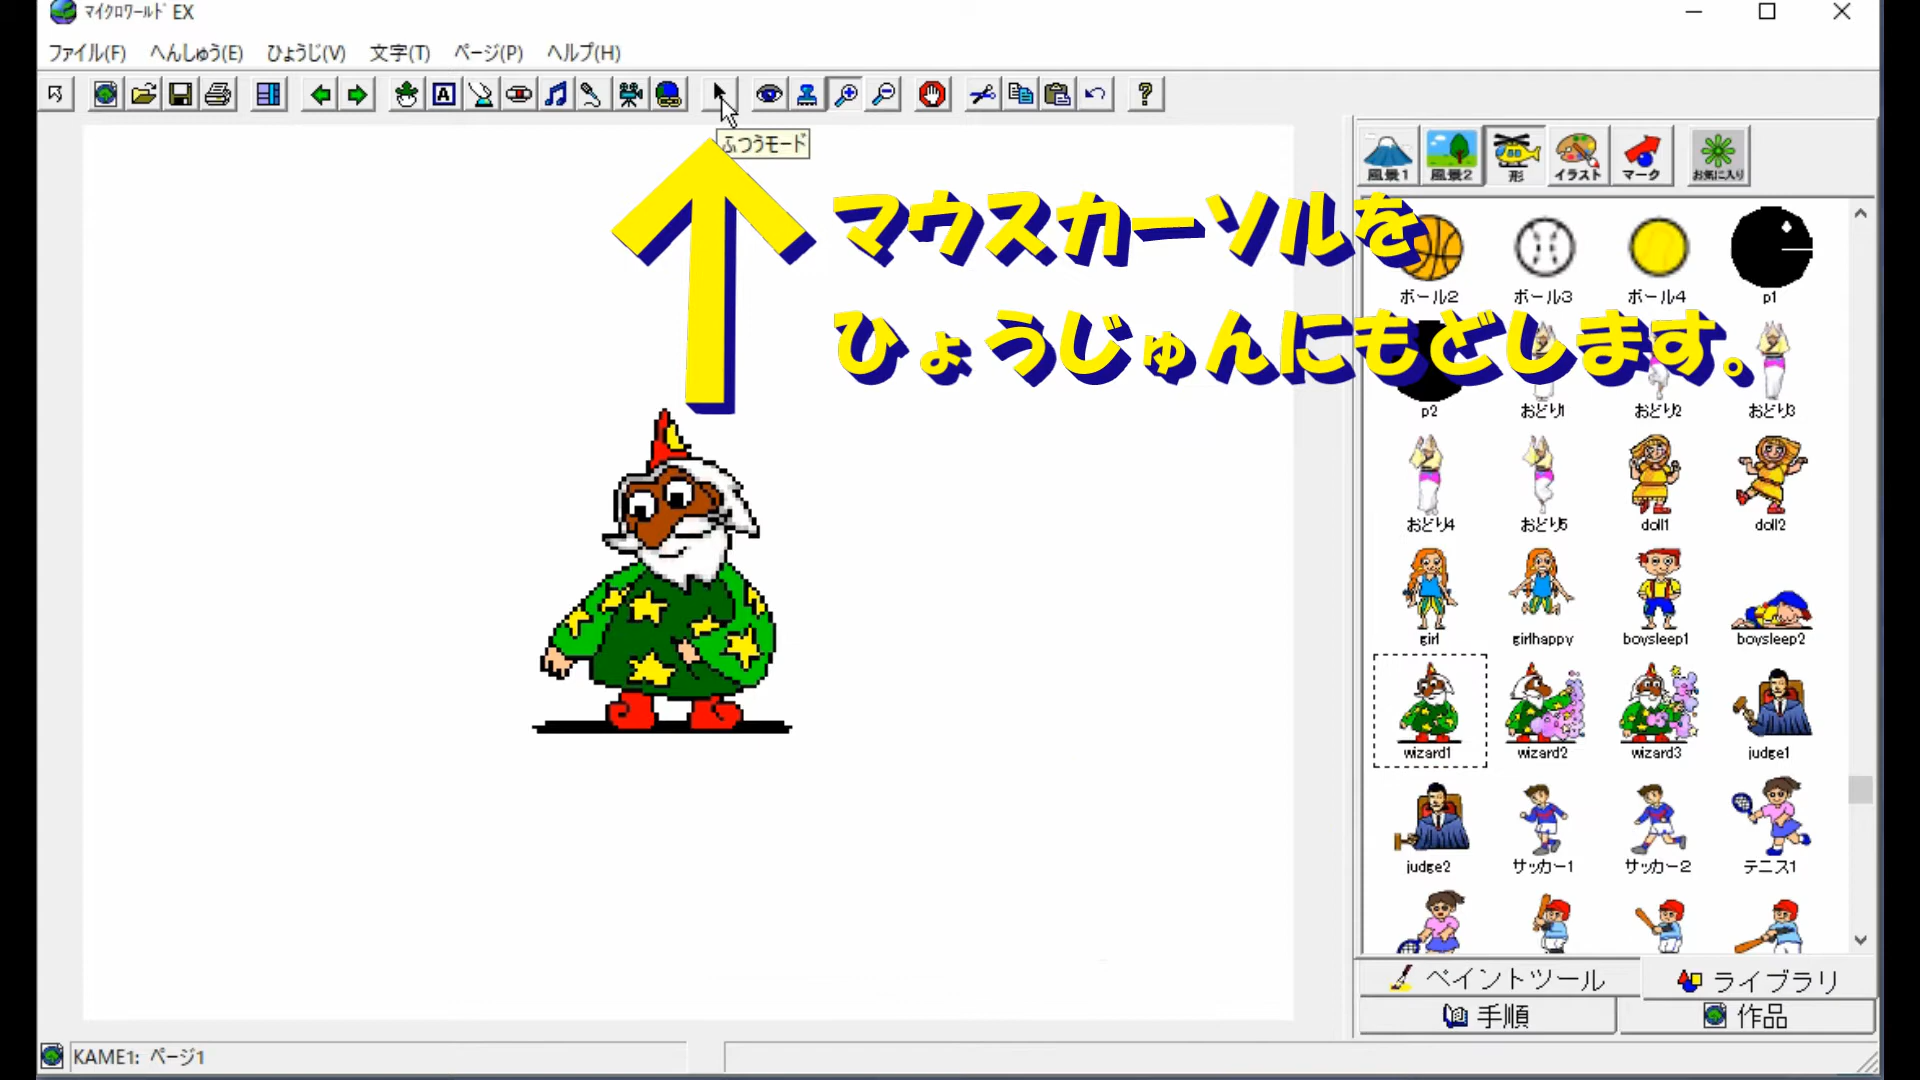 マイクロワールド EX
ファイル(F) へんしゅう(E) ひょうじ(V) 文字(T) ページ(P) ヘルプ(H)
A
?
ふつうモード
マウスカーソルを
ひょうじゅんにもどします。
風景1 風景2 形 イラスト マーク お気に入り
ボール2 ボール3 ボール4 p1
p2 おどり1 おどり2 おどり3
おどり4 おどり5 doll1 doll2
girl girlhappy boysleep1 boysleep2
wizard1 wizard2 wizard3 judge1
judge2 サッカー1 サッカー2 テニス1
ペイントツール ライブラリ
手順 作品
KAME1: ページ1